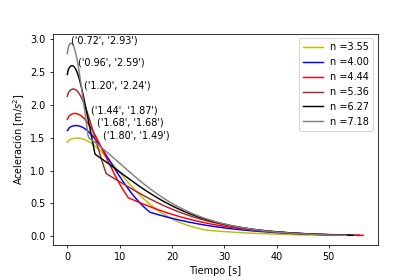 ('0.72', '2.93')
('0.96', '2.59')
('1.20', '2.24')
('1.44', '1.87')
('1.68', '1.68')
('1.80', '1.49')
n =3.55
n =4.00
n =4.44
n =5.36
n =6.27
n =7.18
Aceleración [m/s²]
3.0
2.5
2.0
1.5
1.0
0.5
0.0
0
10
20
30
40
50
Tiempo [s]